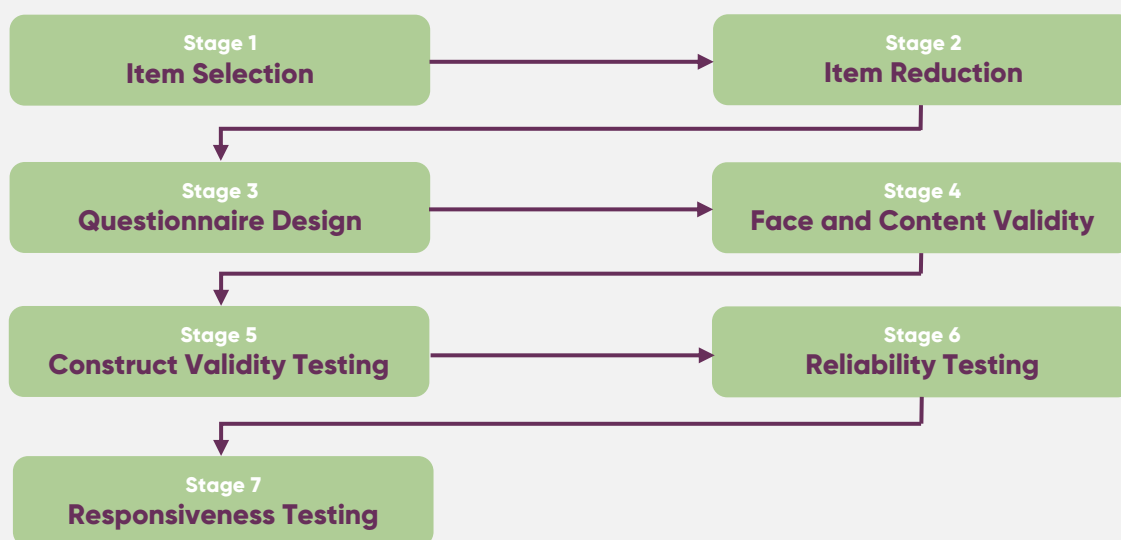 Stage 1
Item Selection
Stage 2
Item Reduction
Stage 3
Questionnaire Design
Stage 4
Face and Content Validity
Stage 5
Construct Validity Testing
Stage 6
Reliability Testing
Stage 7
Responsiveness Testing